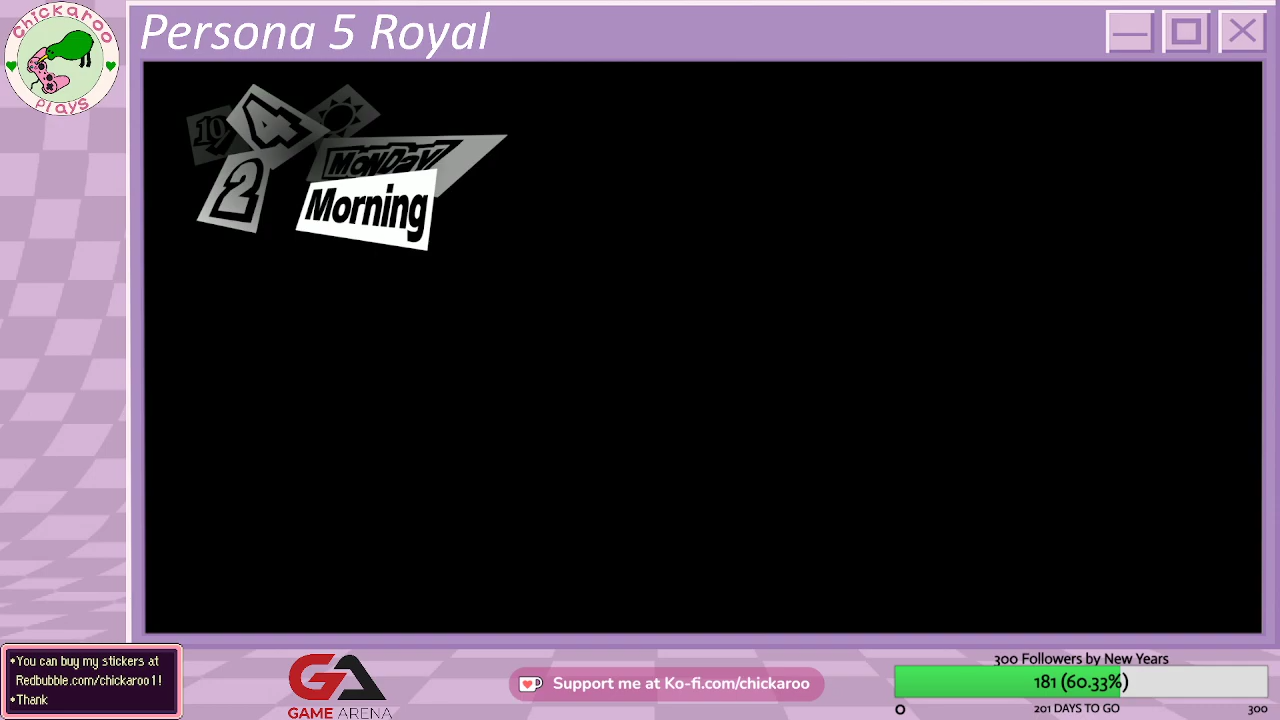 Chickaroo
Plays
Persona 5 Royal
10/
4
2
MONDAY
Morning
•You can buy my stickers at
Redbubble.com/chickaroo1!
•Thank
GA
GAME ARENA
Support me at Ko-fi.com/chickaroo
300 Followers by New Years
181 (60.33%)
0
201 DAYS TO GO
300